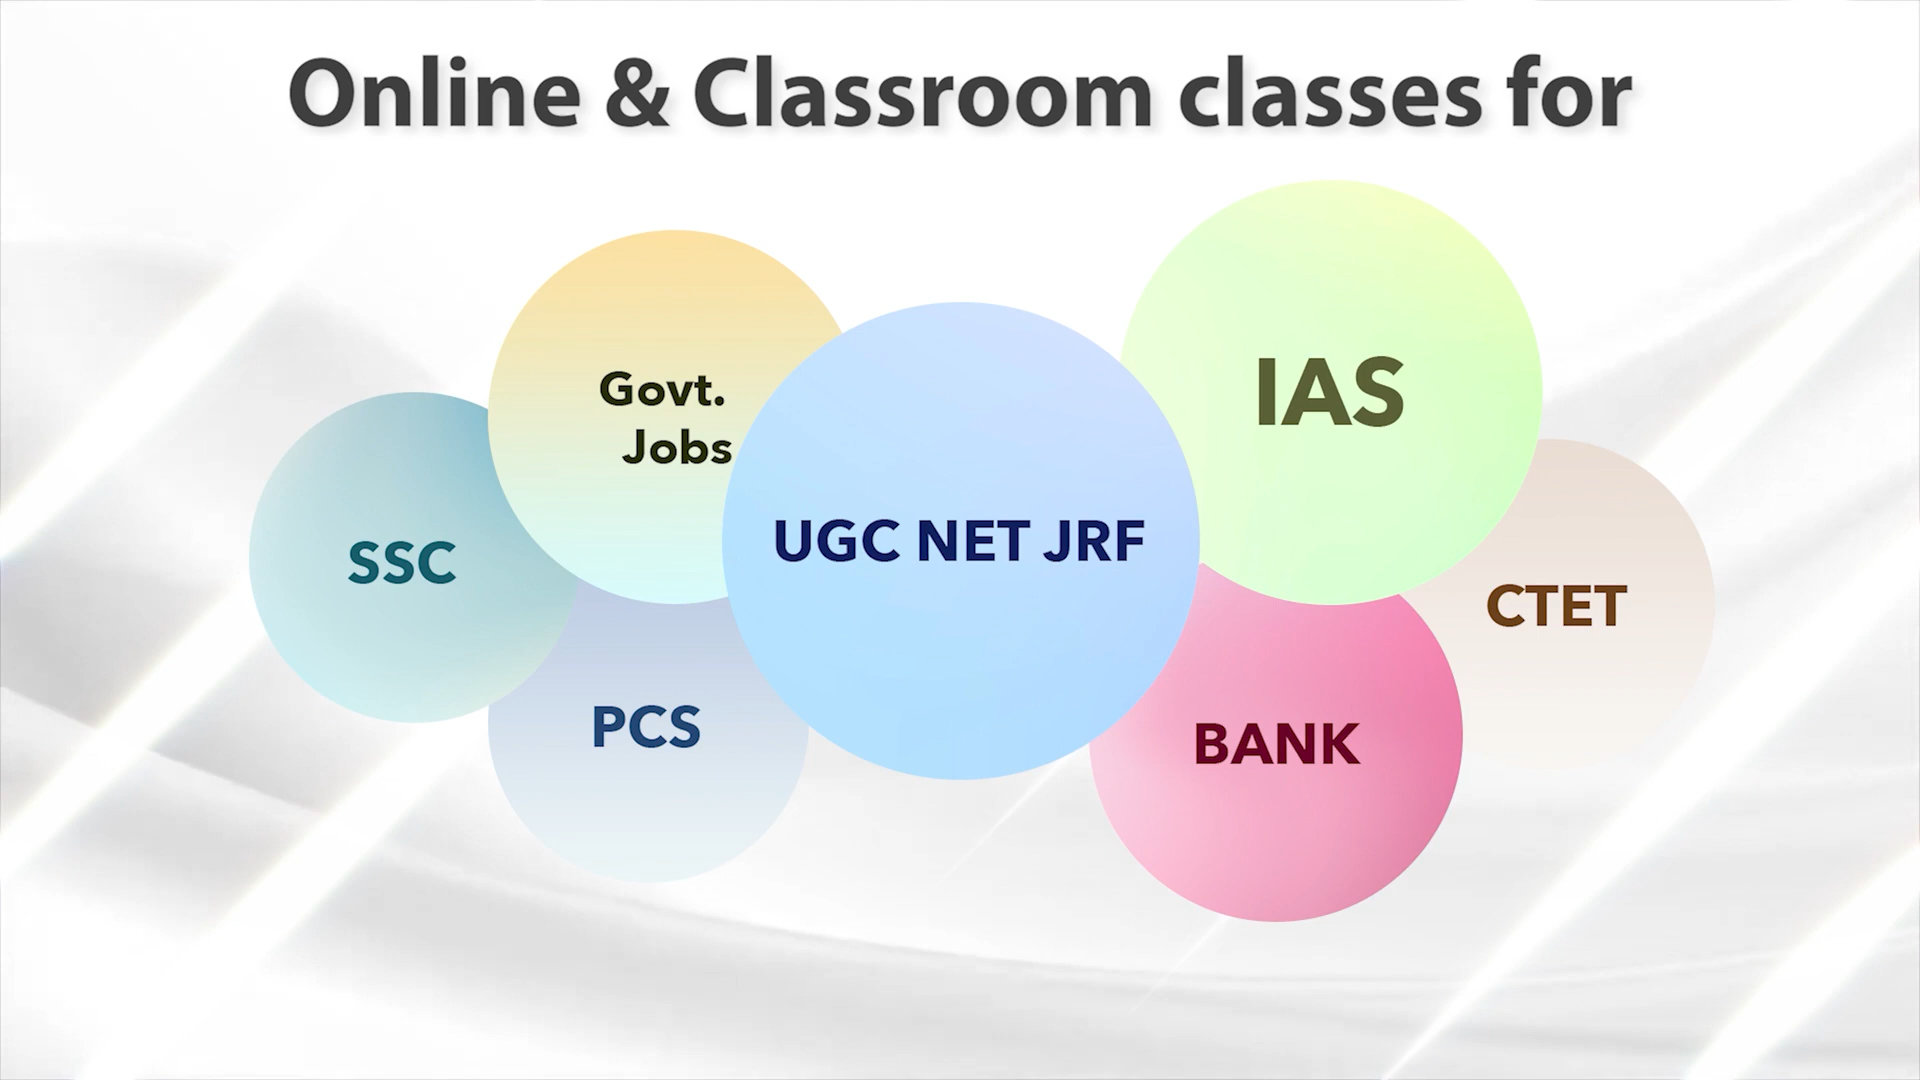 Online & Classroom classes for
Govt.
Jobs
IAS
SSC
UGC NET JRF
CTET
PCS
BANK